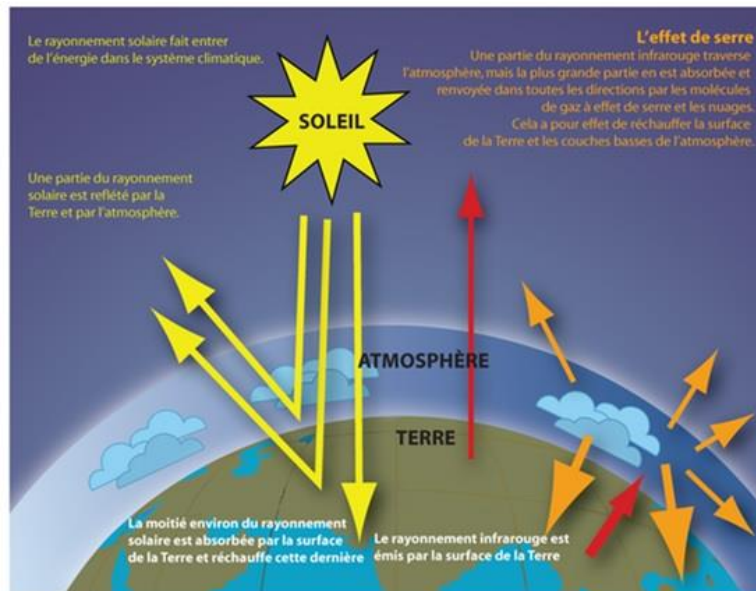 Le rayonnement solaire fait entrer
de l'énergie dans le système climatique.
L'effet de serre
Une partie du rayonnement infrarouge traverse
l'atmosphère, mais la plus grande partie en est absorbée et
renvoyée dans toutes les directions par les molécules
de gaz à effet de serre et les nuages.
Cela a pour effet de réchauffer la surface
de la Terre et les couches basses de l'atmosphère.
SOLEIL
Une partie du rayonnement
solaire est reflété par la
Terre et par l'atmosphère.
ATMOSPHÈRE
TERRE
La moitié environ du rayonnement
solaire est absorbée par la surface
de la Terre et réchauffe cette dernière
Le rayonnement infrarouge est
émis par la surface de la Terre